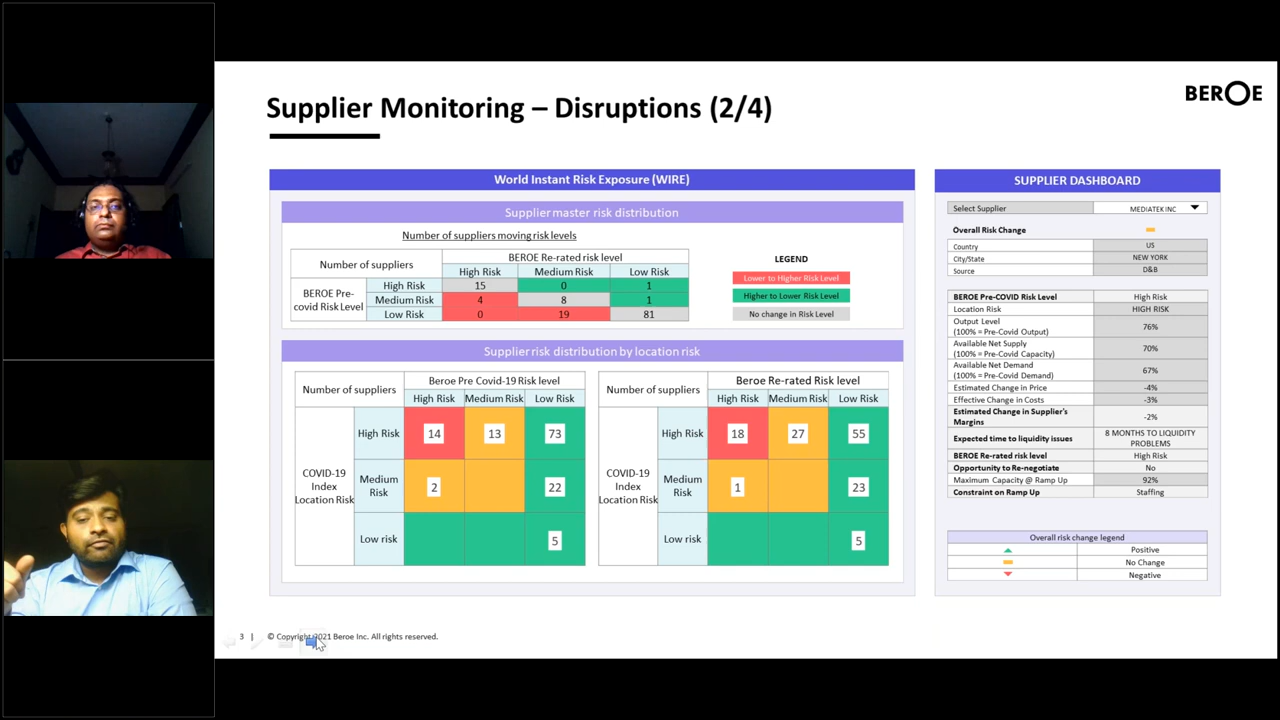 Supplier Monitoring – Disruptions (2/4)
BEROE
World Instant Risk Exposure (WIRE)
Supplier master risk distribution
Number of suppliers moving risk levels
Number of suppliers
BEROE Re-rated risk level
High Risk Medium Risk Low Risk
BEROE Pre-
covid Risk Level
High Risk 15 0 1
Medium Risk 4 8 1
Low Risk 0 19 81
LEGEND
Lower to Higher Risk Level
Higher to Lower Risk Level
No change in Risk Level
Supplier risk distribution by location risk
Number of suppliers
Beroe Pre Covid-19 Risk level
High Risk Medium Risk Low Risk
COVID-19
Index
Location Risk
High Risk 14 13 73
Medium
Risk 2 22
Low risk 5
Number of suppliers
Beroe Re-rated Risk level
High Risk Medium Risk Low Risk
COVID-19
Index
Location Risk
High Risk 18 27 55
Medium
Risk 1 23
Low risk 5
SUPPLIER DASHBOARD
Select Supplier MEDIATEK INC
Overall Risk Change
Country US
City/State NEW YORK
Source D&B
BEROE Pre-COVID Risk Level High Risk
Location Risk HIGH RISK
Output Level
(100% = Pre-Covid Output) 76%
Available Net Supply
(100% = Pre-Covid Capacity) 70%
Available Net Demand
(100% = Pre-Covid Demand) 67%
Estimated Change in Price -4%
Effective Change in Costs -3%
Estimated Change in Supplier's
Margins -2%
Expected time to liquidity issues 8 MONTHS TO LIQUIDITY
PROBLEMS
BEROE Re-rated risk level High Risk
Opportunity to Re-negotiate No
Maximum Capacity @ Ramp Up 92%
Constraint on Ramp Up Staffing
Overall risk change legend
Positive
No Change
Negative
3 | © Copyright 2021 Beroe Inc. All rights reserved.